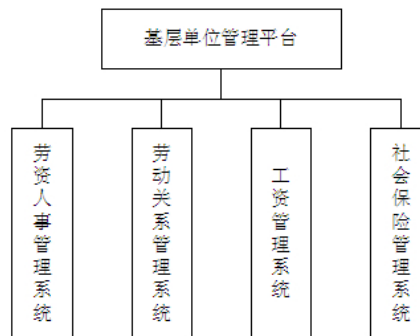 基层单位管理平台
劳资人事管理系统
劳动关系管理系统
工资管理系统
社会保险管理系统